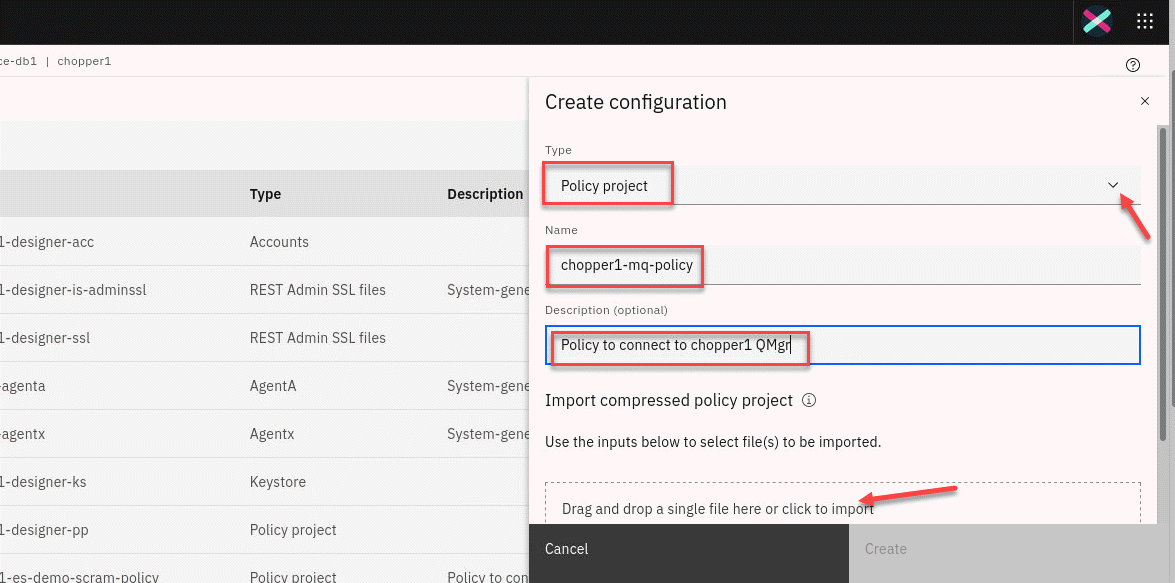 ce-db1 | chopper1
Create configuration
Type
Policy project
Name
chopper1-mq-policy
Description (optional)
Policy to connect to chopper1 QMgr
Import compressed policy project
Use the inputs below to select file(s) to be imported.
Drag and drop a single file here or click to import
Cancel
Create
Type Description
1-designer-acc Accounts
1-designer-is-adminssl REST Admin SSL files System-gene
1-designer-ssl REST Admin SSL files
-agenta AgentA System-gene
-agentx Agentx System-gene
1-designer-ks Keystore
1-designer-pp Policy project
1-es-demo-scram-policy Policy project Policy to con